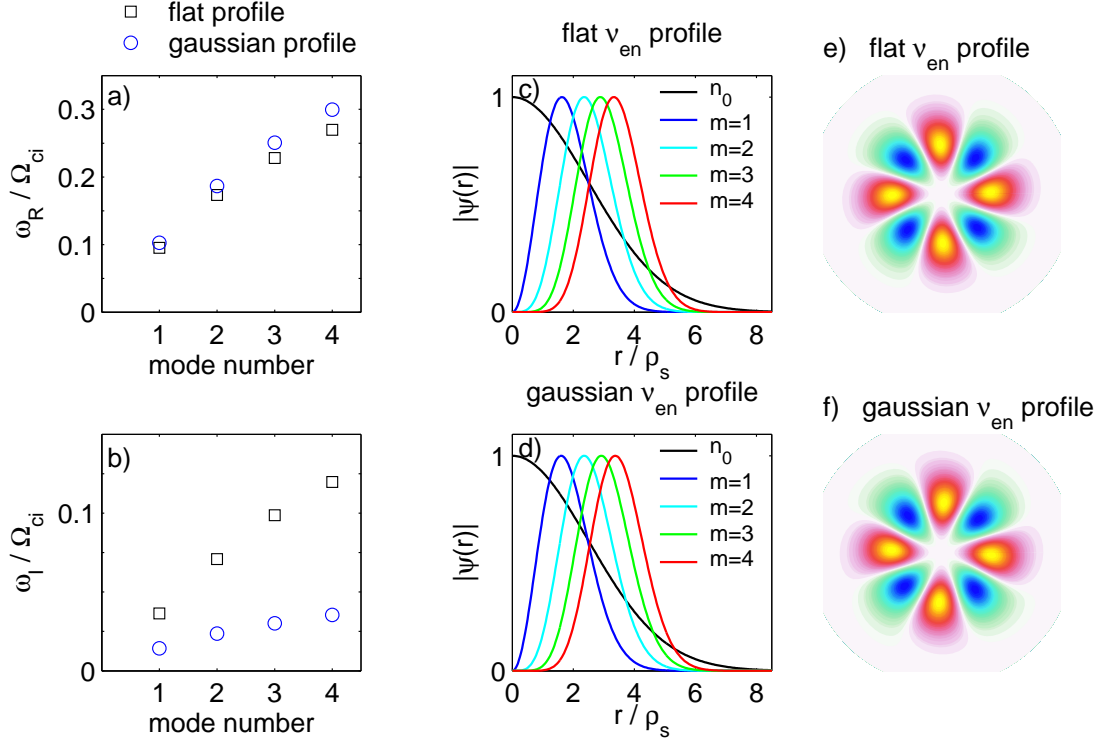 flat profile
gaussian profile
a)
0.3
0.2
0.1
0
ω_R / Ω_ci
1 2 3 4
mode number
b)
0.1
0
ω_I / Ω_ci
1 2 3 4
mode number
flat ν_en profile
c)
1
0
|ψ(r)|
n_0
m=1
m=2
m=3
m=4
0 2 4 6 8
r / ρ_s
gaussian ν_en profile
d)
1
0
|ψ(r)|
n_0
m=1
m=2
m=3
m=4
0 2 4 6 8
r / ρ_s
e) flat ν_en profile
f) gaussian ν_en profile